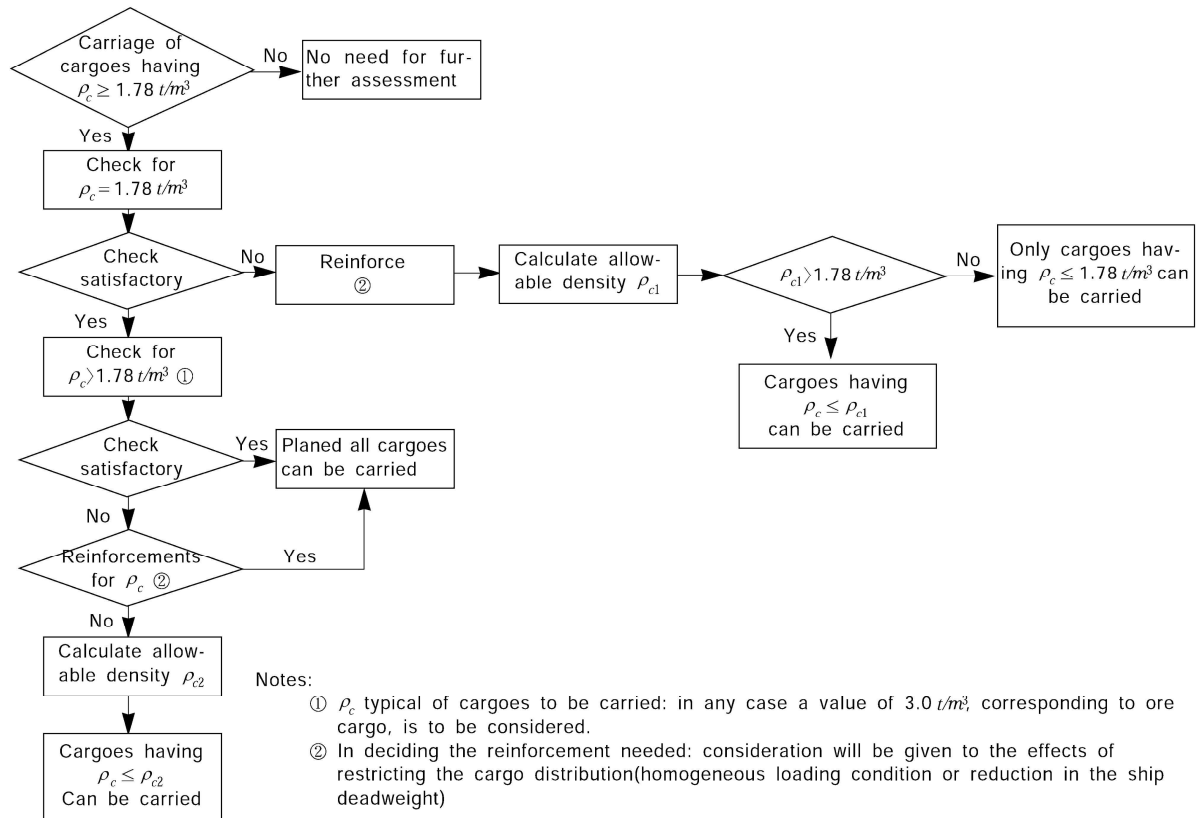 Carriage of
cargoes having
ρc ≥ 1.78 t/m³
No
No need for fur-
ther assessment
Yes
Check for
ρc = 1.78 t/m³
Check
satisfactory
No
Reinforce
②
Calculate allow-
able density ρc1
ρc1〉1.78 t/m³
No
Only cargoes hav-
ing ρc ≤ 1.78 t/m³ can
be carried
Yes
Cargoes having
ρc ≤ ρc1
can be carried
Yes
Check for
ρc〉1.78 t/m³ ①
Check
satisfactory
Yes
Planed all cargoes
can be carried
No
Reinforcements
for ρc ②
Yes
No
Calculate allow-
able density ρc2
Cargoes having
ρc ≤ ρc2
Can be carried
Notes:
① ρc typical of cargoes to be carried: in any case a value of 3.0 t/m³, corresponding to ore
cargo, is to be considered.
② In deciding the reinforcement needed: consideration will be given to the effects of
restricting the cargo distribution(homogeneous loading condition or reduction in the ship
deadweight)